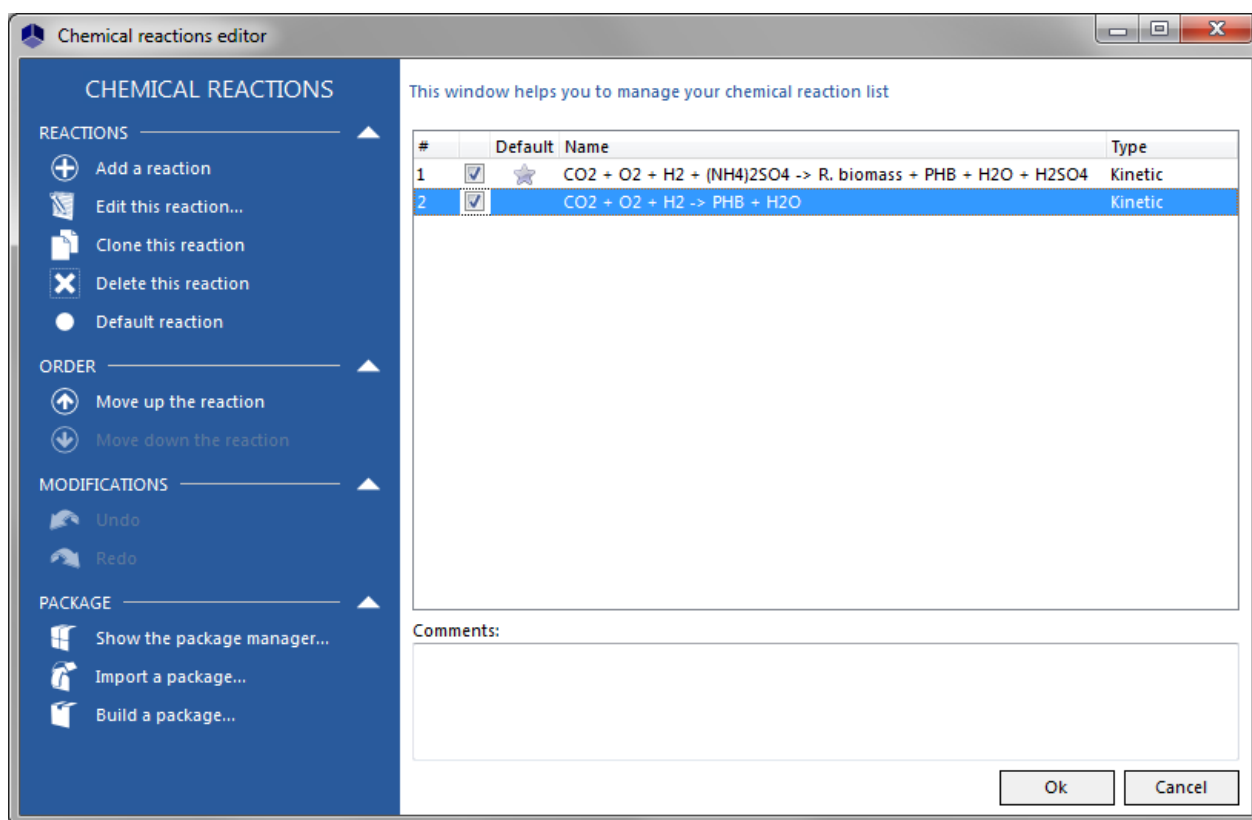 Chemical reactions editor
CHEMICAL REACTIONS
REACTIONS
Add a reaction
Edit this reaction...
Clone this reaction
Delete this reaction
Default reaction
ORDER
Move up the reaction
Move down the reaction
MODIFICATIONS
Undo
Redo
PACKAGE
Show the package manager...
Import a package...
Build a package...
This window helps you to manage your chemical reaction list
# Default Name Type
1 CO2 + O2 + H2 + (NH4)2SO4 -> R. biomass + PHB + H2O + H2SO4 Kinetic
2 CO2 + O2 + H2 -> PHB + H2O Kinetic
Comments:
Ok Cancel